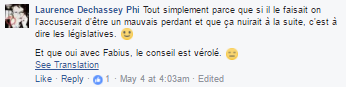 Laurence Dechassey Phi Tout simplement parce que si il le faisait on
l'accuserait d'être un mauvais perdant et que ça nuirait à la suite, c'est à
dire les législatives.
Et que oui avec Fabius, le conseil est vérolé.
See Translation
Like · Reply · 1 · May 4 at 4:03am · Edited